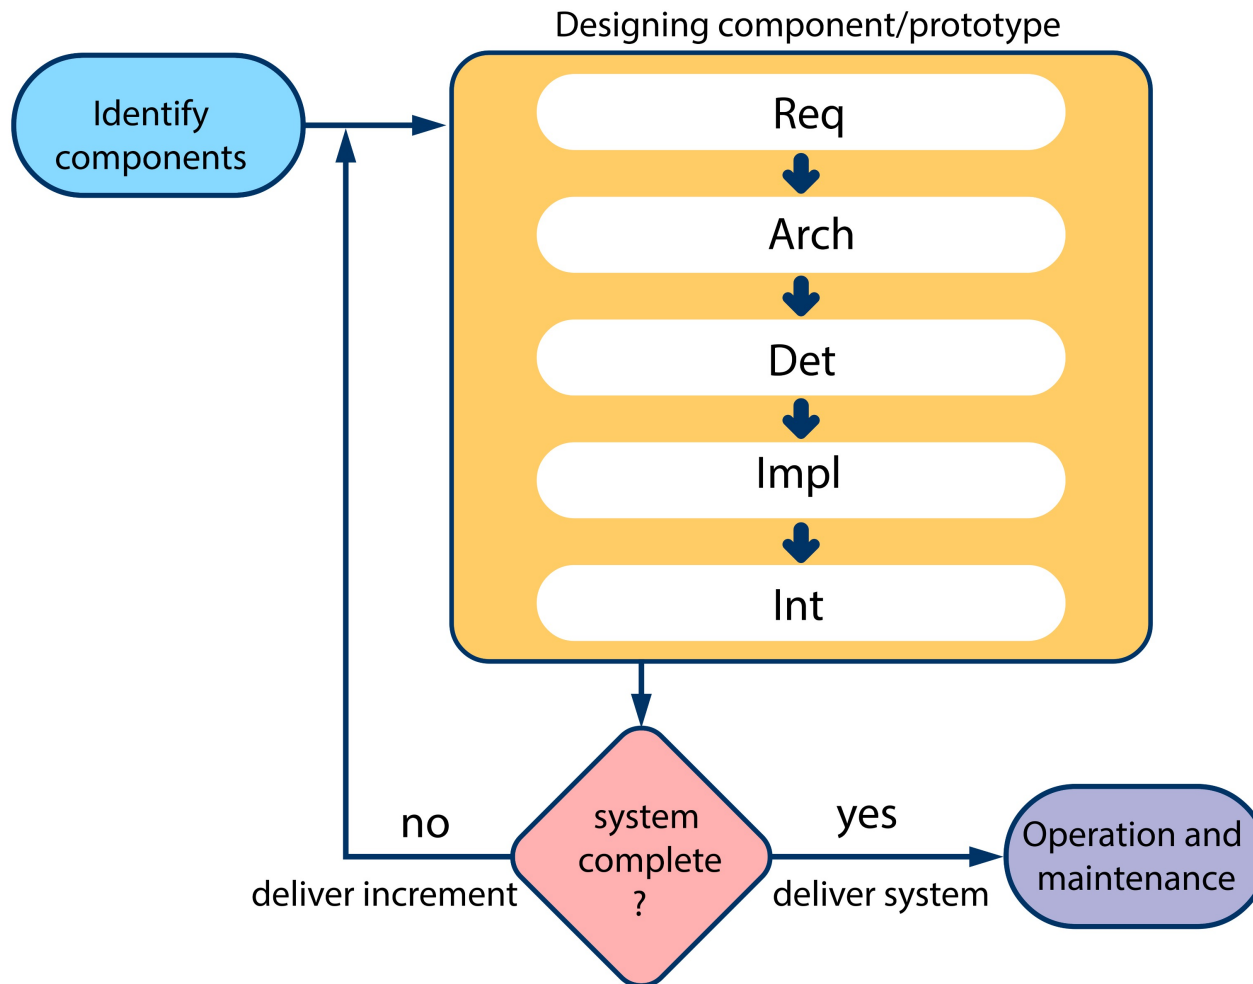 Designing component/prototype
Identify
components
Req
Arch
Det
Impl
Int
system
complete
?
no
deliver increment
yes
deliver system
Operation and
maintenance